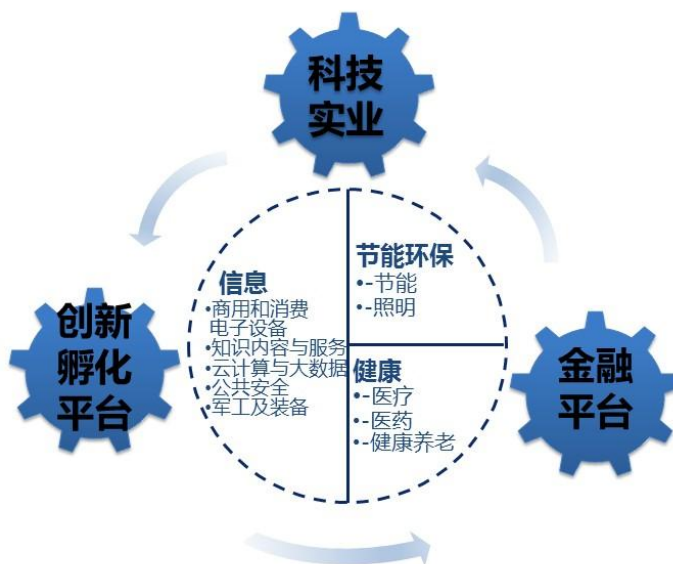 科技
实业
创新
孵化
平台
信息
•商用和消费
电子设备
•知识内容与服务
•云计算与大数据
•公共安全
•军工及装备
节能环保
•-节能
•-照明
健康
•-医疗
•-医药
•-健康养老
金融
平台